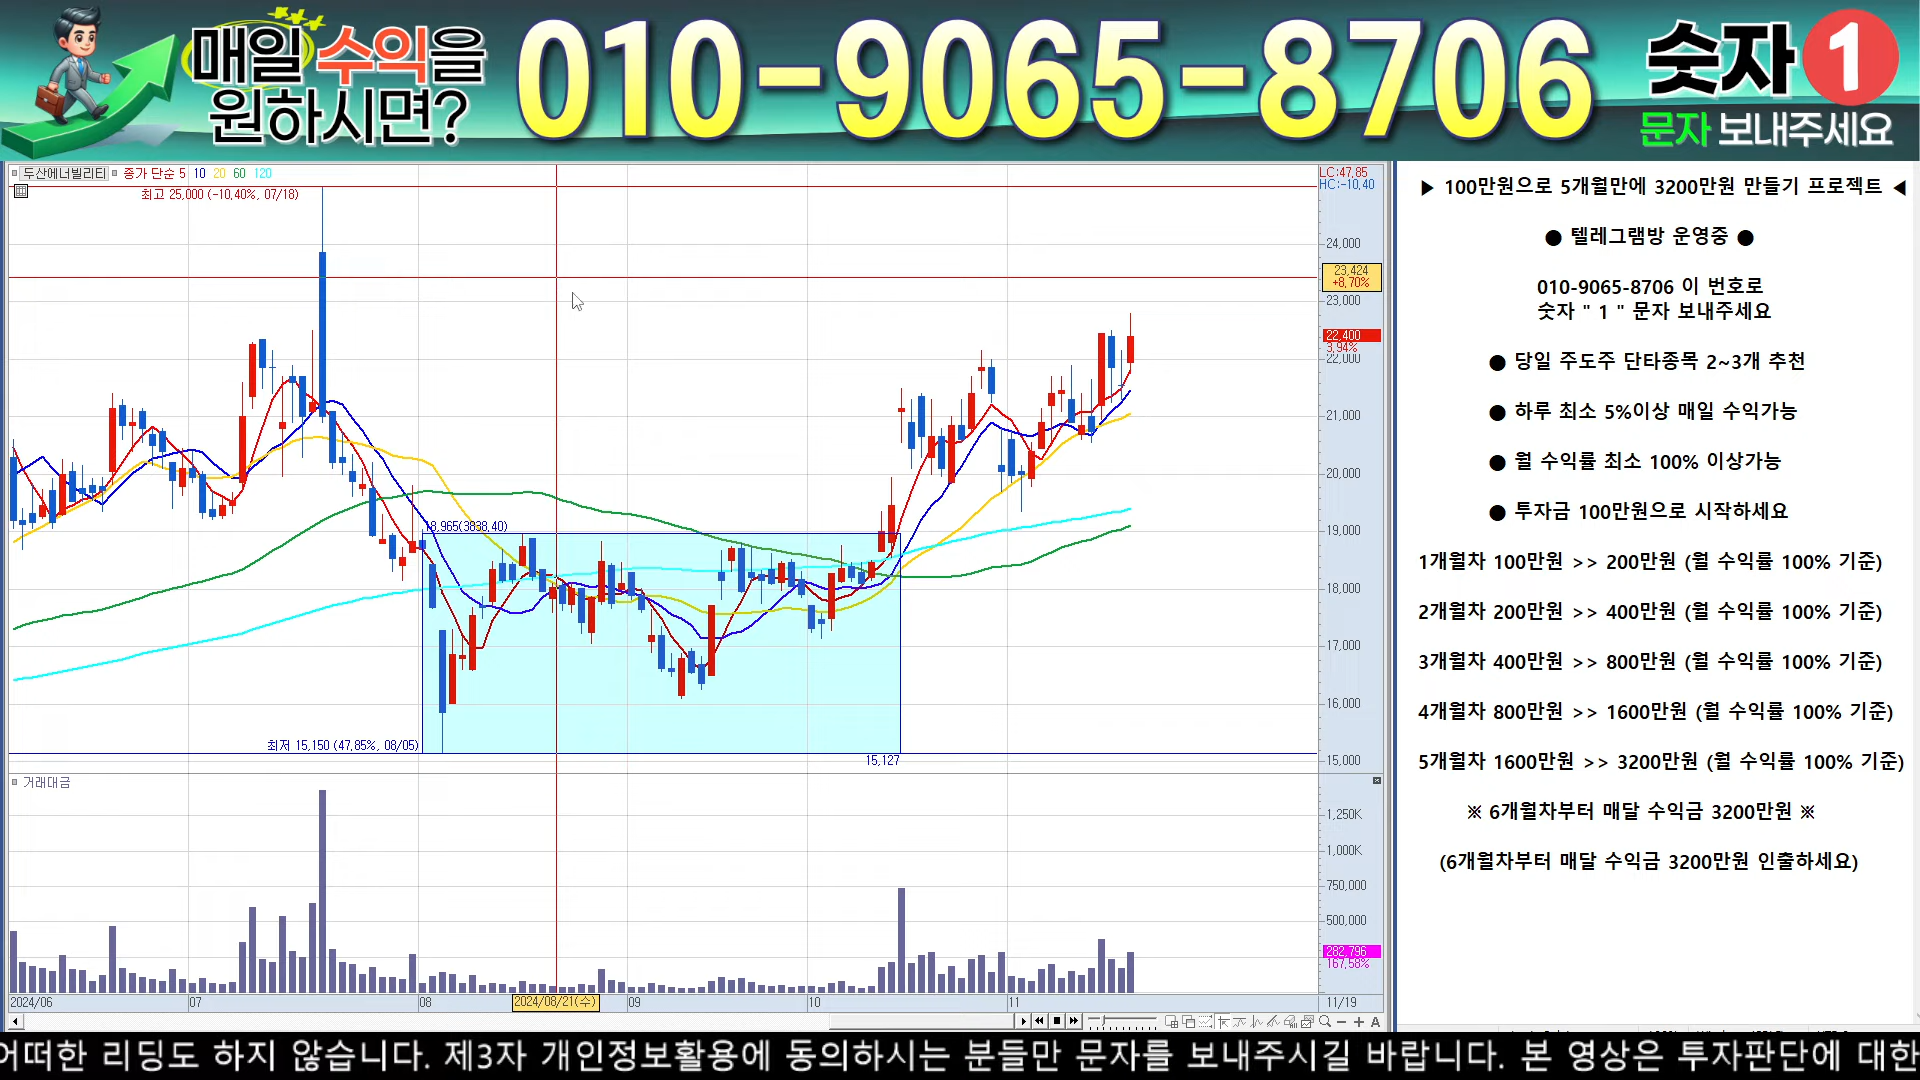 매일 수익을
원하시면?
010-9065-8706
숫자 1
문자 보내주세요
두산에너빌리티 종가 단순 5 10 20 60 120
최고 25,000 (-10,40%, 07/18)
LC:47,85
HC:-10,40
24,000
23,424
+8,70%
23,000
22,400
3,94%
22,000
21,000
20,000
19,000
18,000
17,000
16,000
15,000
18,965(3838,40)
최저 15,150 (47,85%, 08/05)
15,127
거래대금
1,250K
1,000K
750,000
500,000
282,796
167,58%
2024/06
07
08
2024/08/21(수)
09
10
11
11/19
A
▶ 100만원으로 5개월만에 3200만원 만들기 프로젝트 ◀
● 텔레그램방 운영중 ●
010-9065-8706 이 번호로
숫자 " 1 " 문자 보내주세요
● 당일 주도주 단타종목 2~3개 추천
● 하루 최소 5%이상 매일 수익가능
● 월 수익률 최소 100% 이상가능
● 투자금 100만원으로 시작하세요
1개월차 100만원 >> 200만원 (월 수익률 100% 기준)
2개월차 200만원 >> 400만원 (월 수익률 100% 기준)
3개월차 400만원 >> 800만원 (월 수익률 100% 기준)
4개월차 800만원 >> 1600만원 (월 수익률 100% 기준)
5개월차 1600만원 >> 3200만원 (월 수익률 100% 기준)
※ 6개월차부터 매달 수익금 3200만원 ※
(6개월차부터 매달 수익금 3200만원 인출하세요)
어떠한 리딩도 하지 않습니다. 제3자 개인정보활용에 동의하시는 분들만 문자를 보내주시길 바랍니다. 본 영상은 투자판단에 대한